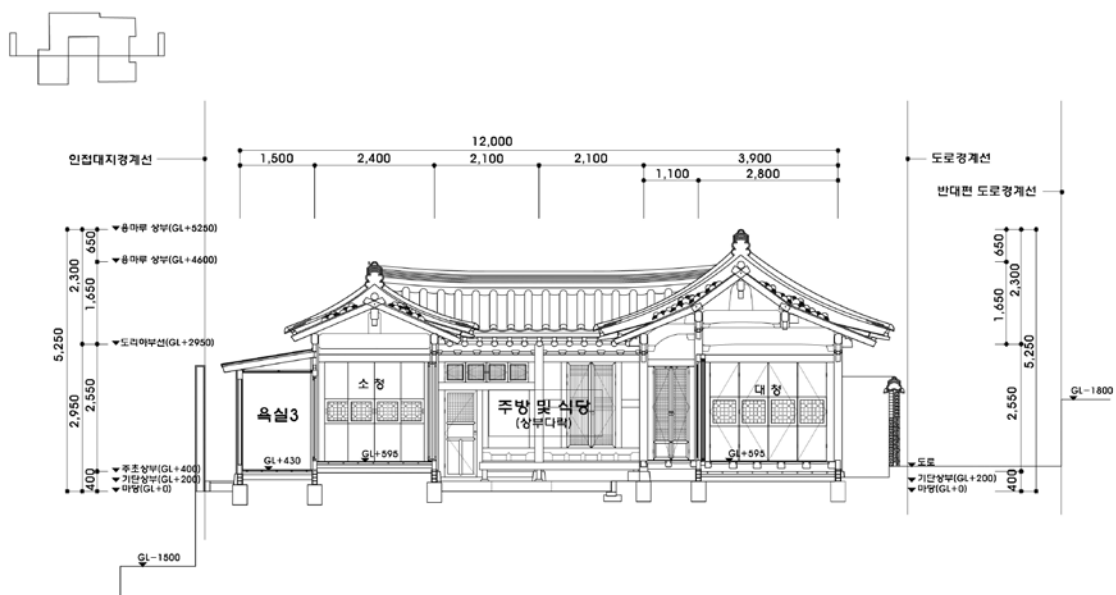 12,000
1,500
2,400
2,100
2,100
3,900
1,100
2,800
인접대지경계선
도로경계선
반대편 도로경계선
용마루 상부(GL+5250)
용마루 상부(GL+4600)
도리하부선(GL+2950)
주초상부(GL+400)
기단상부(GL+200)
마당(GL+0)
650
2,300
1,650
5,250
2,950
2,550
400
욕실3
GL+430
소청
GL+595
주방 및 식당
(상부다락)
대청
GL+595
650
2,300
1,650
5,250
2,550
400
GL-1800
도로
기단상부(GL+200)
마당(GL+0)
GL-1500